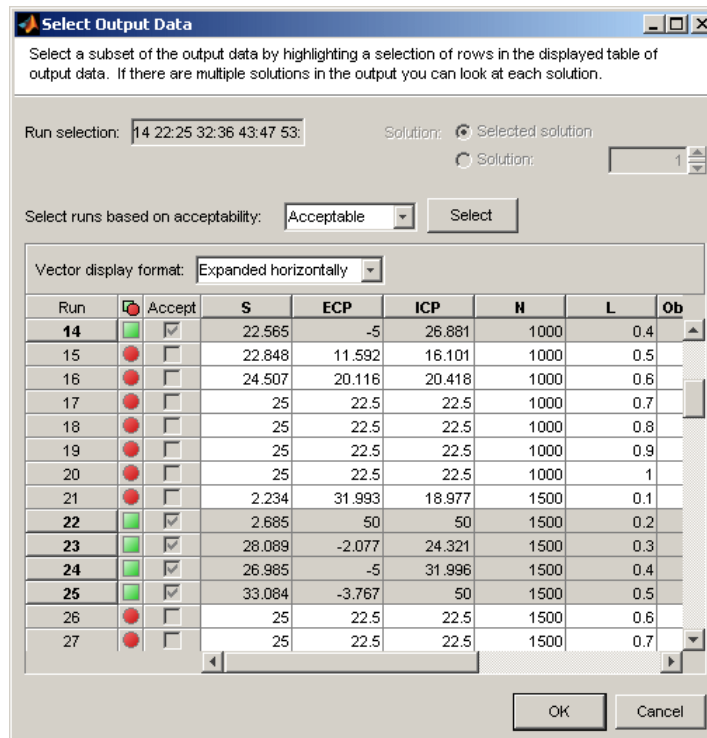 Select Output Data
Select a subset of the output data by highlighting a selection of rows in the displayed table of
output data. If there are multiple solutions in the output you can look at each solution.
Run selection: 14 22:25 32:36 43:47 53: Solution: Selected solution
Solution: 1
Select runs based on acceptability: Acceptable Select
Vector display format: Expanded horizontally
Run Accept S ECP ICP N L Ob
14 22.565 -5 26.881 1000 0.4
15 22.848 11.592 16.101 1000 0.5
16 24.507 20.116 20.418 1000 0.6
17 25 22.5 22.5 1000 0.7
18 25 22.5 22.5 1000 0.8
19 25 22.5 22.5 1000 0.9
20 25 22.5 22.5 1000 1
21 2.234 31.993 18.977 1500 0.1
22 2.685 50 50 1500 0.2
23 28.089 -2.077 24.321 1500 0.3
24 26.985 -5 31.996 1500 0.4
25 33.084 -3.767 50 1500 0.5
26 25 22.5 22.5 1500 0.6
27 25 22.5 22.5 1500 0.7
OK Cancel